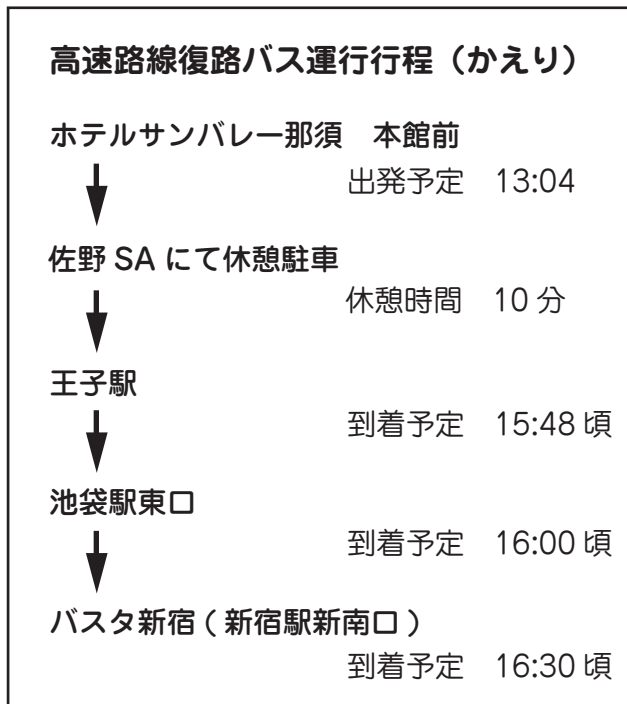 高速路線復路バス運行行程（かえり）
ホテルサンバレー那須　本館前
出発予定　13:04
佐野 SA にて休憩駐車
休憩時間　10 分
王子駅
到着予定　15:48 頃
池袋駅東口
到着予定　16:00 頃
バスタ新宿 ( 新宿駅新南口 )
到着予定　16:30 頃